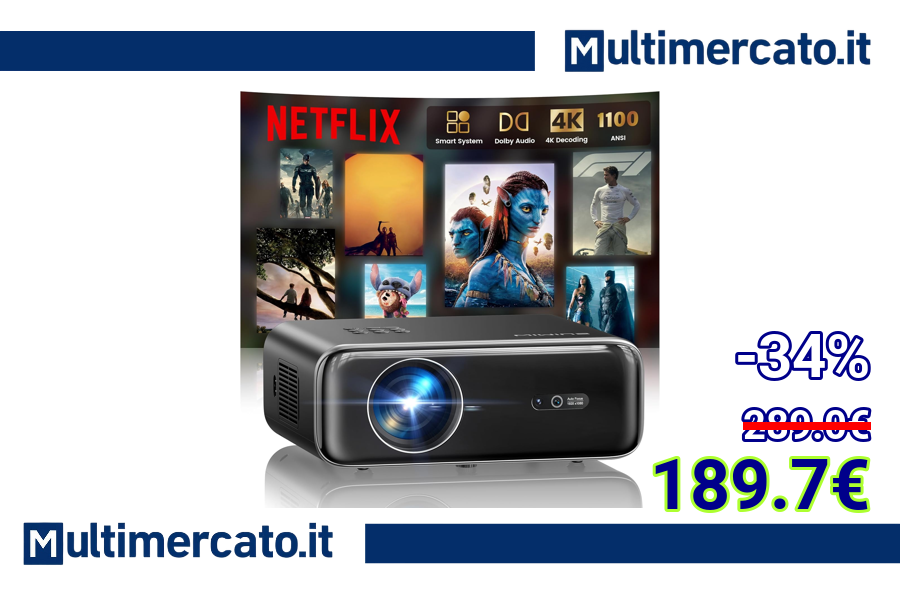 Multimercato.it
NETFLIX
Smart System
Dolby Audio
4K
4K Decoding
1100
ANSI
-34%
289.0€
189.7€
Multimercato.it